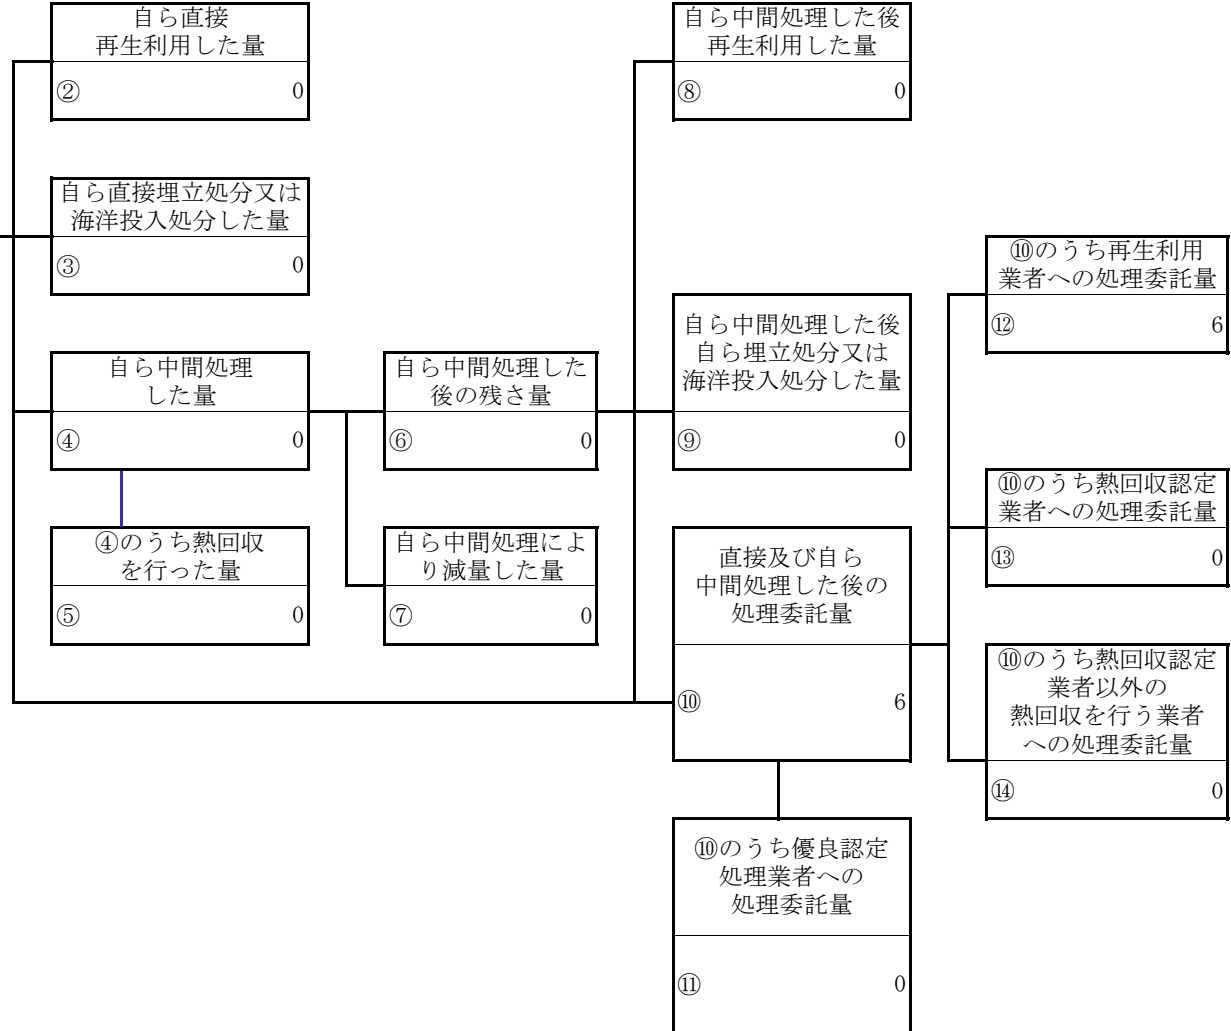 自ら直接
再生利用した量
② 0
自ら直接埋立処分又は
海洋投入処分した量
③ 0
自ら中間処理
した量
④ 0
④のうち熱回収
を行った量
⑤ 0
自ら中間処理した
後の残さ量
⑥ 0
自ら中間処理によ
り減量した量
⑦ 0
自ら中間処理した後
再生利用した量
⑧ 0
自ら中間処理した後
自ら埋立処分又は
海洋投入処分した量
⑨ 0
直接及び自ら
中間処理した後の
処理委託量
⑩ 6
⑩のうち優良認定
処理業者への
処理委託量
⑪ 0
⑩のうち再生利用
業者への処理委託量
⑫ 6
⑩のうち熱回収認定
業者への処理委託量
⑬ 0
⑩のうち熱回収認定
業者以外の
熱回収を行う業者
への処理委託量
⑭ 0